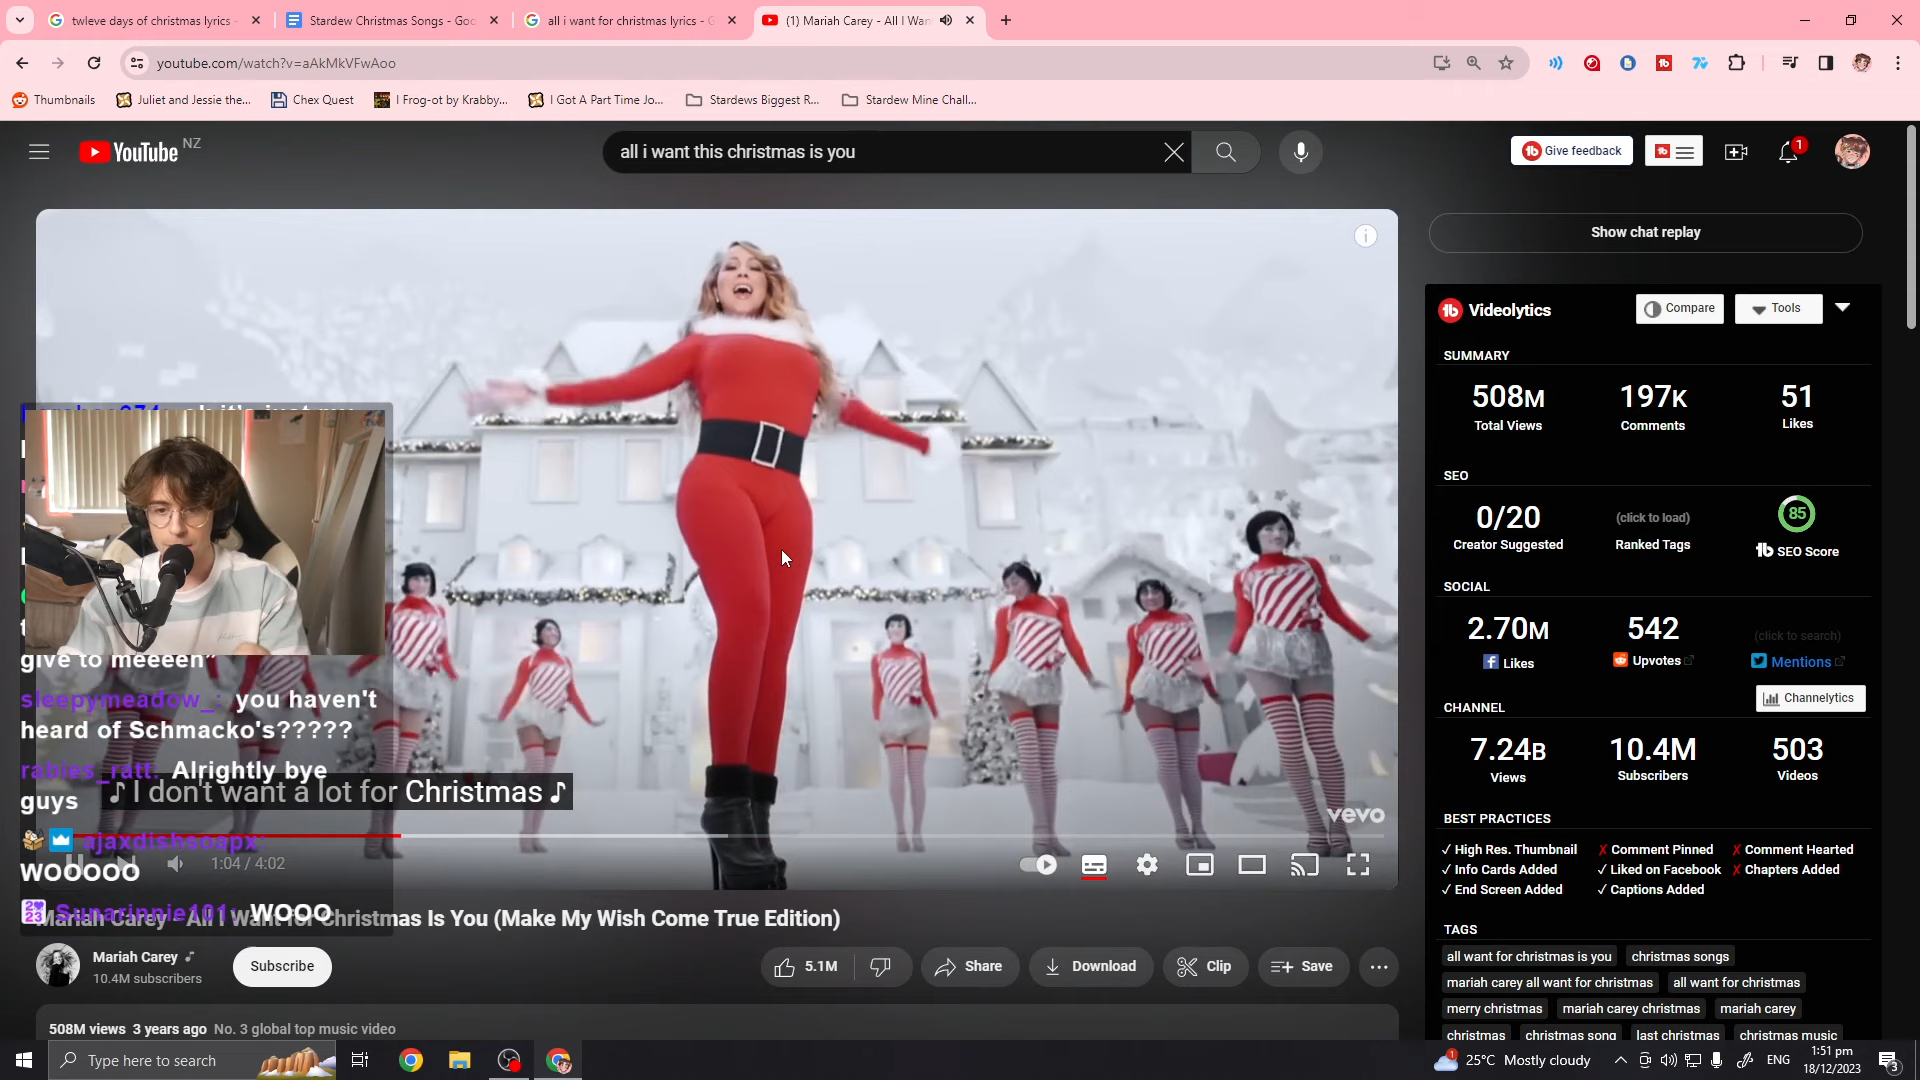 twleve days of christmas lyrics -
Stardew Christmas Songs - Goo
all i want for christmas lyrics - G
(1) Mariah Carey - All I Wan
youtube.com/watch?v=aAkMkVFwAoo
Thumbnails
Juliet and Jessie the...
Chex Quest
I Frog-ot by Krabby...
I Got A Part Time Jo...
Stardews Biggest R...
Stardew Mine Chall...
YouTube NZ
all i want this christmas is you
Give feedback
1
Show chat replay
Videolytics
Compare
Tools
SUMMARY
508M 197K 51
Total Views Comments Likes
SEO
0/20 (click to load) 85
Creator Suggested Ranked Tags SEO Score
SOCIAL
2.70M 542 (click to search)
Likes Upvotes Mentions
Channelytics
CHANNEL
7.24B 10.4M 503
Views Subscribers Videos
BEST PRACTICES
✓ High Res. Thumbnail ✗ Comment Pinned ✗ Comment Hearted
✓ Info Cards Added ✓ Liked on Facebook ✗ Chapters Added
✓ End Screen Added ✓ Captions Added
TAGS
all want for christmas is you christmas songs
mariah carey all want for christmas all want for christmas
merry christmas mariah carey christmas mariah carey
christmas christmas song last christmas christmas music
give to meeeen”
sleepymeadow_: you haven't
heard of Schmacko's?????
rabies_ratt: Alrightly bye
guys
♪ I don't want a lot for Christmas ♪
ajaxdishsoapx:
WOOOOO
WOOO
vevo
1:04 / 4:02
Mariah Carey - All I Want for Christmas Is You (Make My Wish Come True Edition)
Mariah Carey
10.4M subscribers
Subscribe
5.1M
Share
Download
Clip
Save
508M views 3 years ago No. 3 global top music video
Type here to search
25°C Mostly cloudy
ENG
1:51 pm
18/12/2023
3